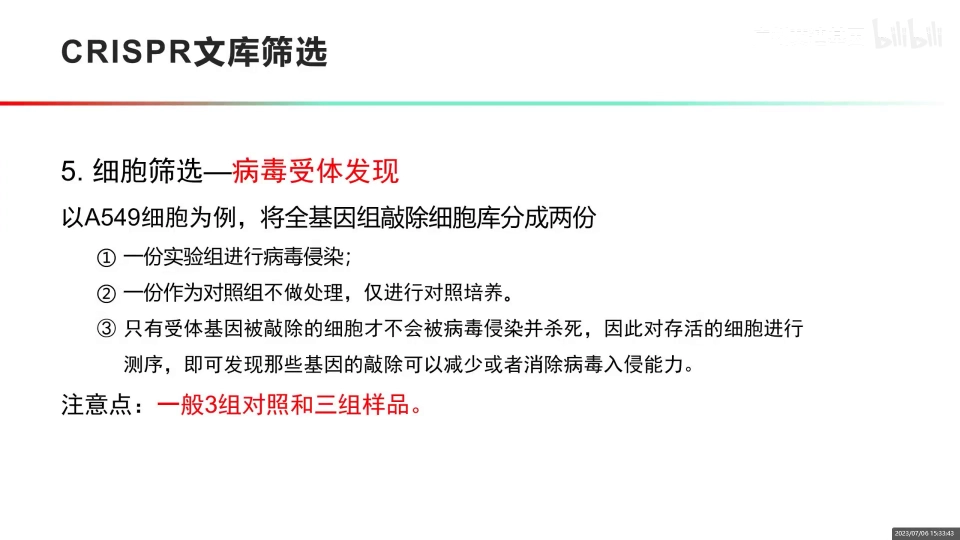 CRISPR文库筛选
bilibili
5. 细胞筛选—病毒受体发现
以A549细胞为例，将全基因组敲除细胞库分成两份
① 一份实验组进行病毒侵染；
② 一份作为对照组不做处理，仅进行对照培养。
③ 只有受体基因被敲除的细胞才不会被病毒侵染并杀死，因此对存活的细胞进行
测序，即可发现那些基因的敲除可以减少或者消除病毒入侵能力。
注意点：一般3组对照和三组样品。
2023/07/06 15:33:43